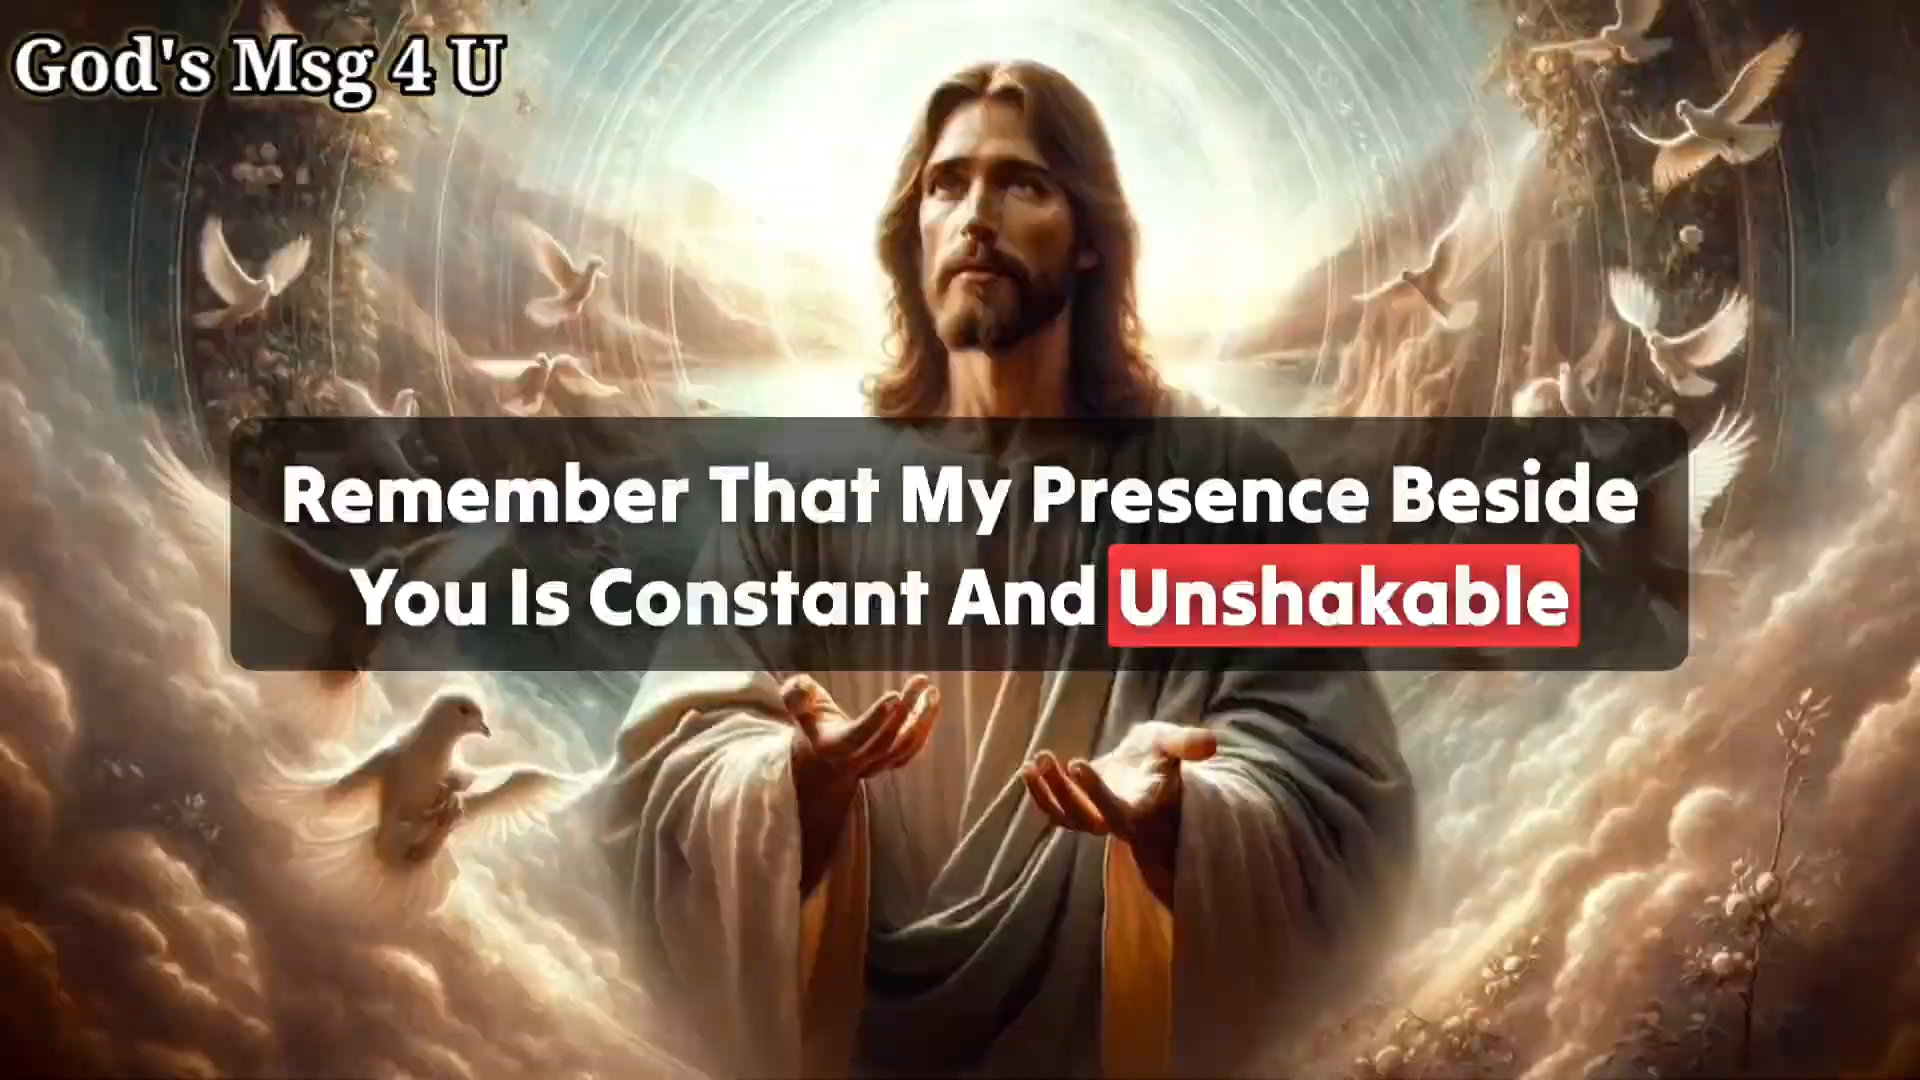 God's Msg 4 U
Remember That My Presence Beside
You Is Constant And Unshakable